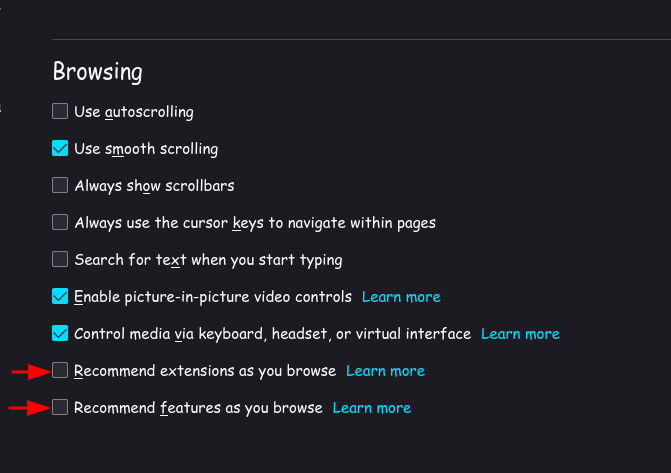 Browsing
Use autoscrolling
Use smooth scrolling
Always show scrollbars
Always use the cursor keys to navigate within pages
Search for text when you start typing
Enable picture-in-picture video controls Learn more
Control media via keyboard, headset, or virtual interface Learn more
Recommend extensions as you browse Learn more
Recommend features as you browse Learn more